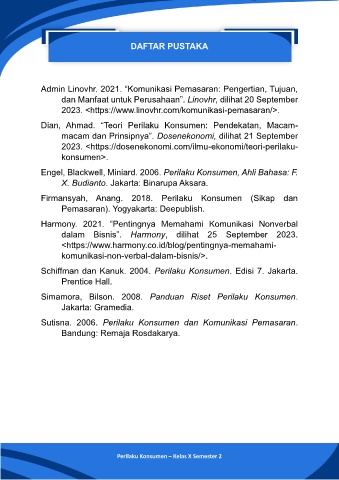 DAFTAR PUSTAKA
Admin Linovhr. 2021. “Komunikasi Pemasaran: Pengertian, Tujuan,
dan Manfaat untuk Perusahaan”. Linovhr, dilihat 20 September
2023. <https://www.linovhr.com/komunikasi-pemasaran/>.
Dian, Ahmad. “Teori Perilaku Konsumen: Pendekatan, Macam-
macam dan Prinsipnya”. Dosenekonomi, dilihat 21 September
2023. <https://dosenekonomi.com/ilmu-ekonomi/teori-perilaku-
konsumen>.
Engel, Blackwell, Miniard. 2006. Perilaku Konsumen, Ahli Bahasa: F.
X. Budianto. Jakarta: Binarupa Aksara.
Firmansyah, Anang. 2018. Perilaku Konsumen (Sikap dan
Pemasaran). Yogyakarta: Deepublish.
Harmony. 2021. “Pentingnya Memahami Komunikasi Nonverbal
dalam Bisnis”. Harmony, dilihat 25 September 2023.
<https://www.harmony.co.id/blog/pentingnya-memahami-
komunikasi-non-verbal-dalam-bisnis/>.
Schiffman dan Kanuk. 2004. Perilaku Konsumen. Edisi 7. Jakarta.
Prentice Hall.
Simamora, Bilson. 2008. Panduan Riset Perilaku Konsumen.
Jakarta: Gramedia.
Sutisna. 2006. Perilaku Konsumen dan Komunikasi Pemasaran.
Bandung: Remaja Rosdakarya.
Perilaku Konsumen – Kelas X Semester 2